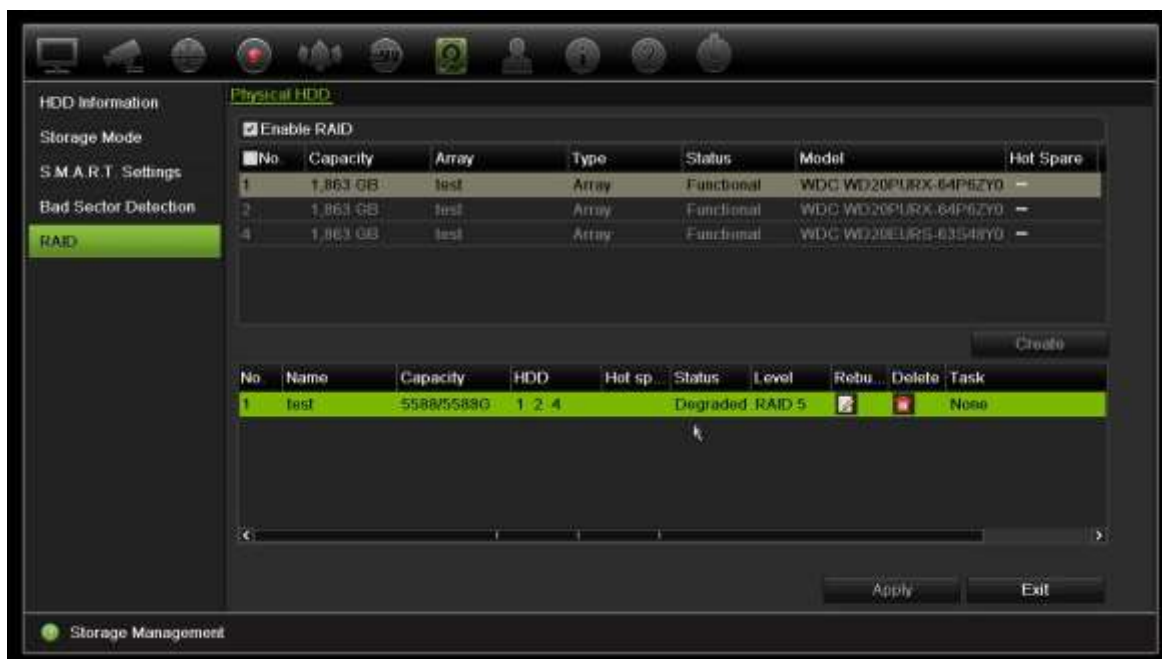 HDD Information
Storage Mode
S.M.A.R.T. Settings
Bad Sector Detection
RAID
Physical HDD
Enable RAID
No. Capacity Array Type Status Model Hot Spare
1 1,863 GB test Array Functional WDC WD20PURX-64P6ZY0 —
2 1,863 GB test Array Functional WDC WD20PURX-64P6ZY0 —
4 1,863 GB test Array Functional WDC WD20EURS-63S48Y0 —
Create
No. Name Capacity HDD Hot sp... Status Level Rebu... Delete Task
1 test 5588/5588G 1 2 4 Degraded RAID 5 None
Apply Exit
Storage Management